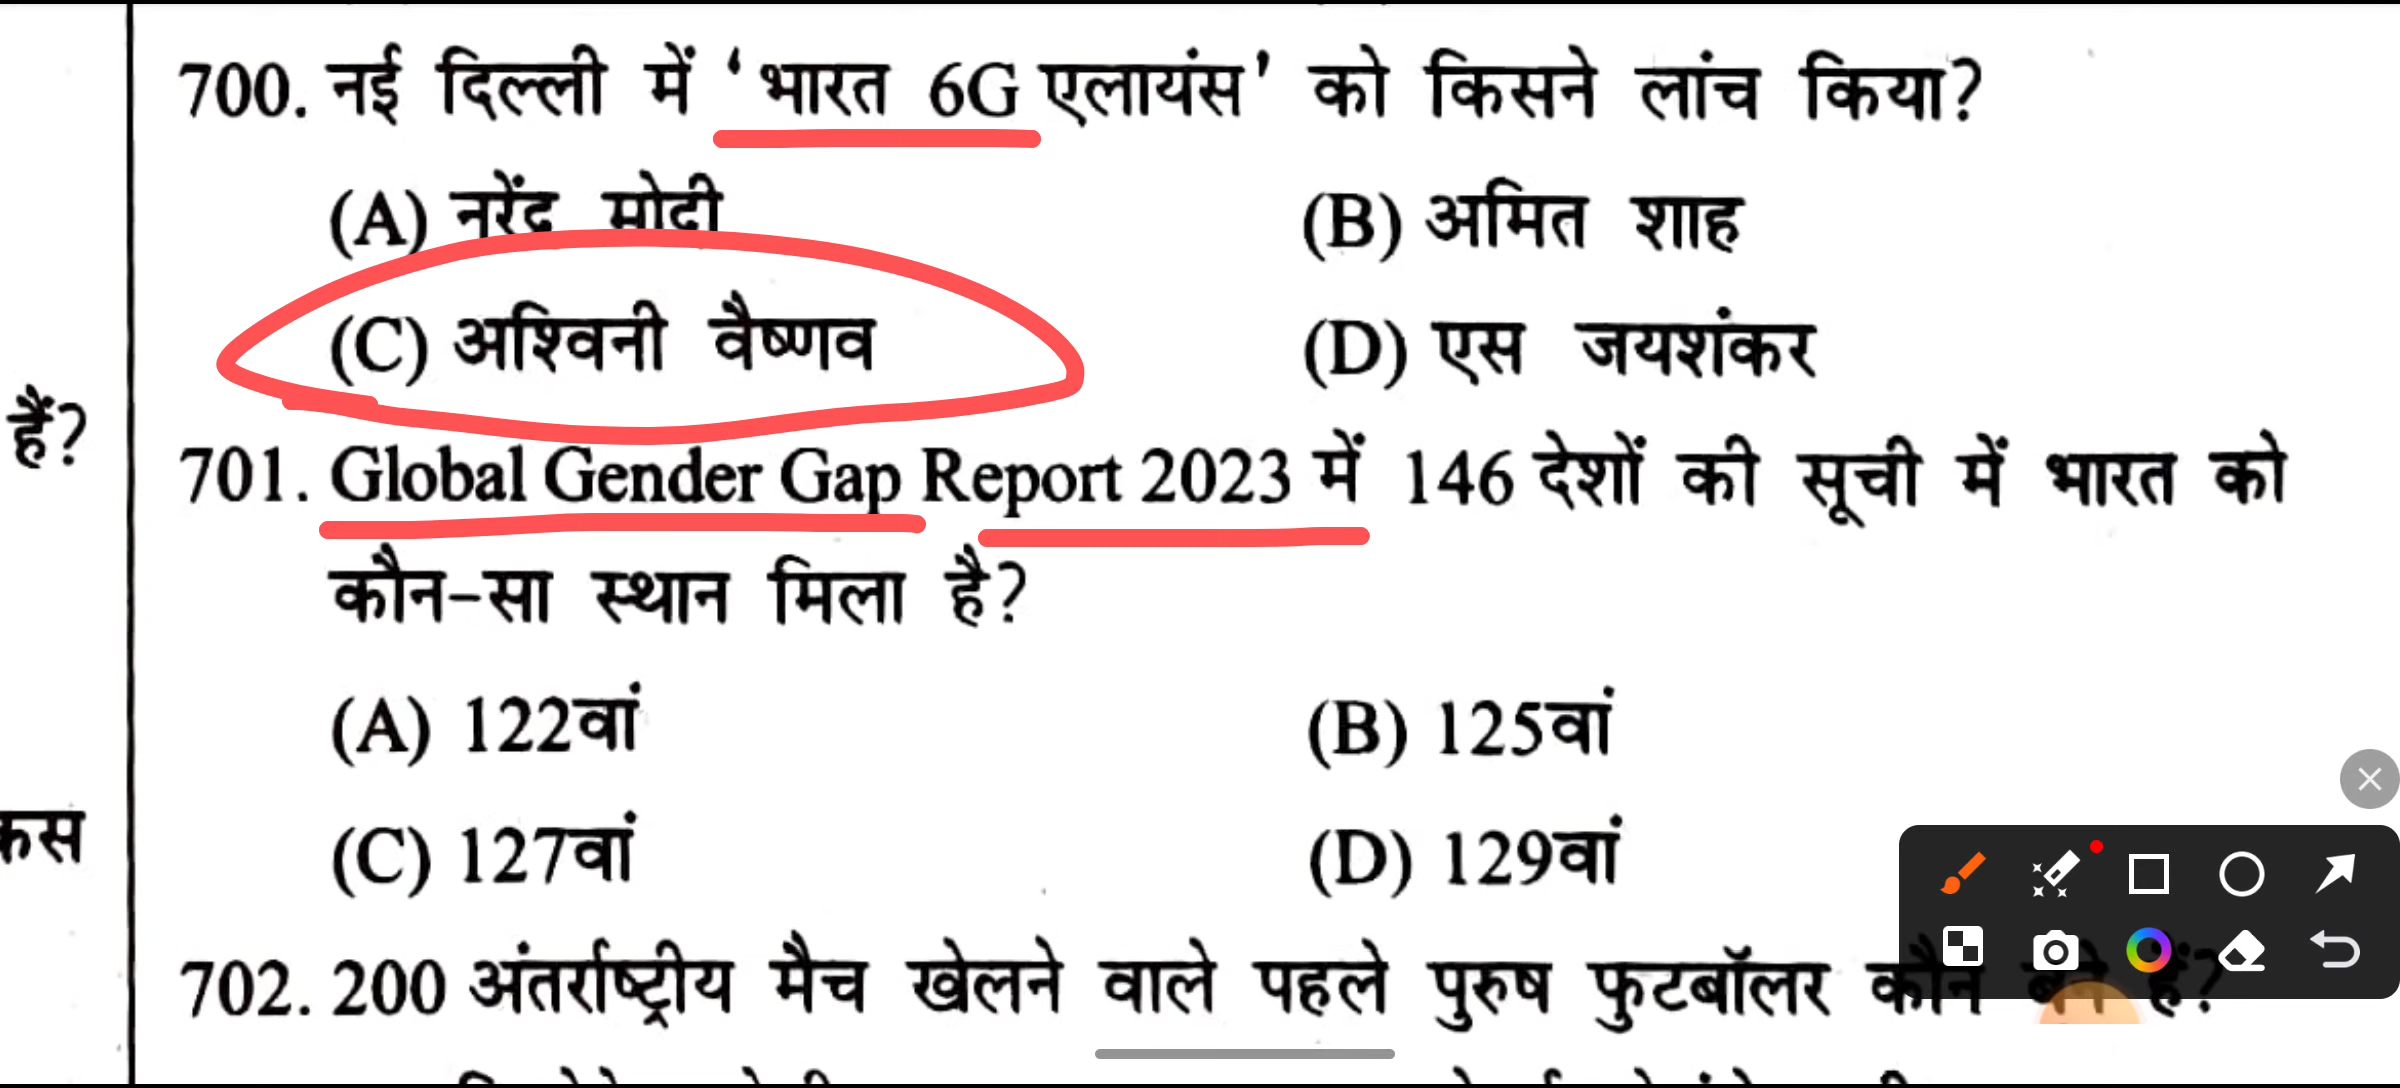 700. नई दिल्ली में ‘भारत 6G एलायंस’ को किसने लांच किया?
(A) नरेंद्र मोदी
(B) अमित शाह
(C) अश्विनी वैष्णव
(D) एस जयशंकर
हैं?
701. Global Gender Gap Report 2023 में 146 देशों की सूची में भारत को
कौन-सा स्थान मिला है?
(A) 122वां
(B) 125वां
(C) 127वां
(D) 129वां
702. 200 अंतर्राष्ट्रीय मैच खेलने वाले पहले पुरुष फुटबॉलर कौन बने हैं?